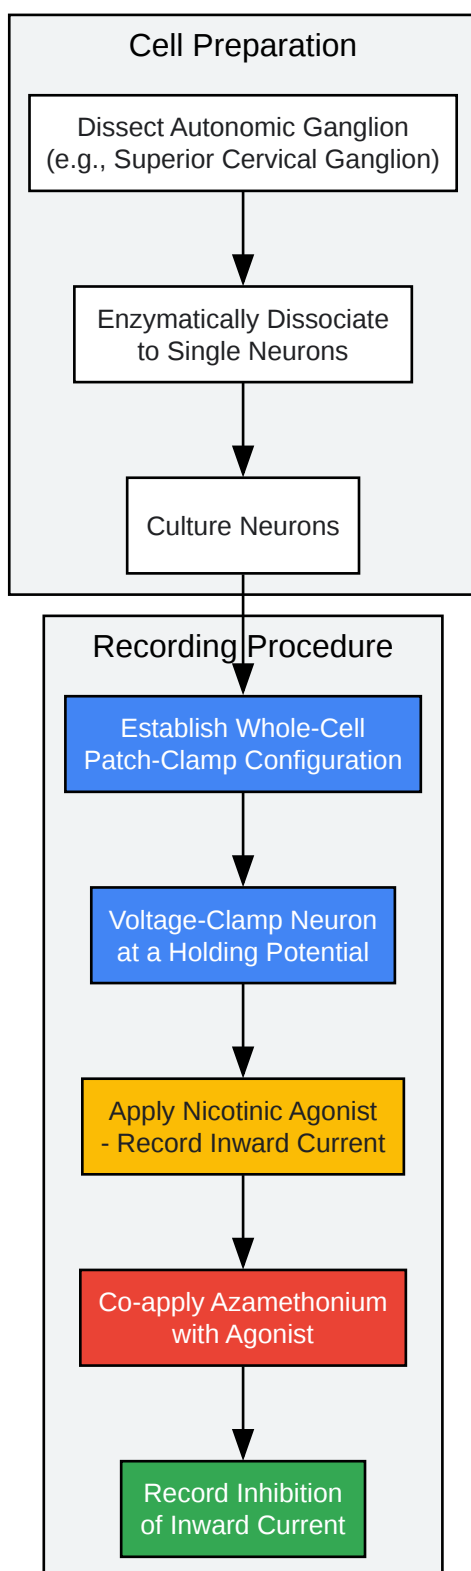 Cell Preparation
Dissect Autonomic Ganglion
(e.g., Superior Cervical Ganglion)
Enzymatically Dissociate
to Single Neurons
Culture Neurons
Recording Procedure
Establish Whole-Cell
Patch-Clamp Configuration
Voltage-Clamp Neuron
at a Holding Potential
Apply Nicotinic Agonist
- Record Inward Current
Co-apply Azamethonium
with Agonist
Record Inhibition
of Inward Current